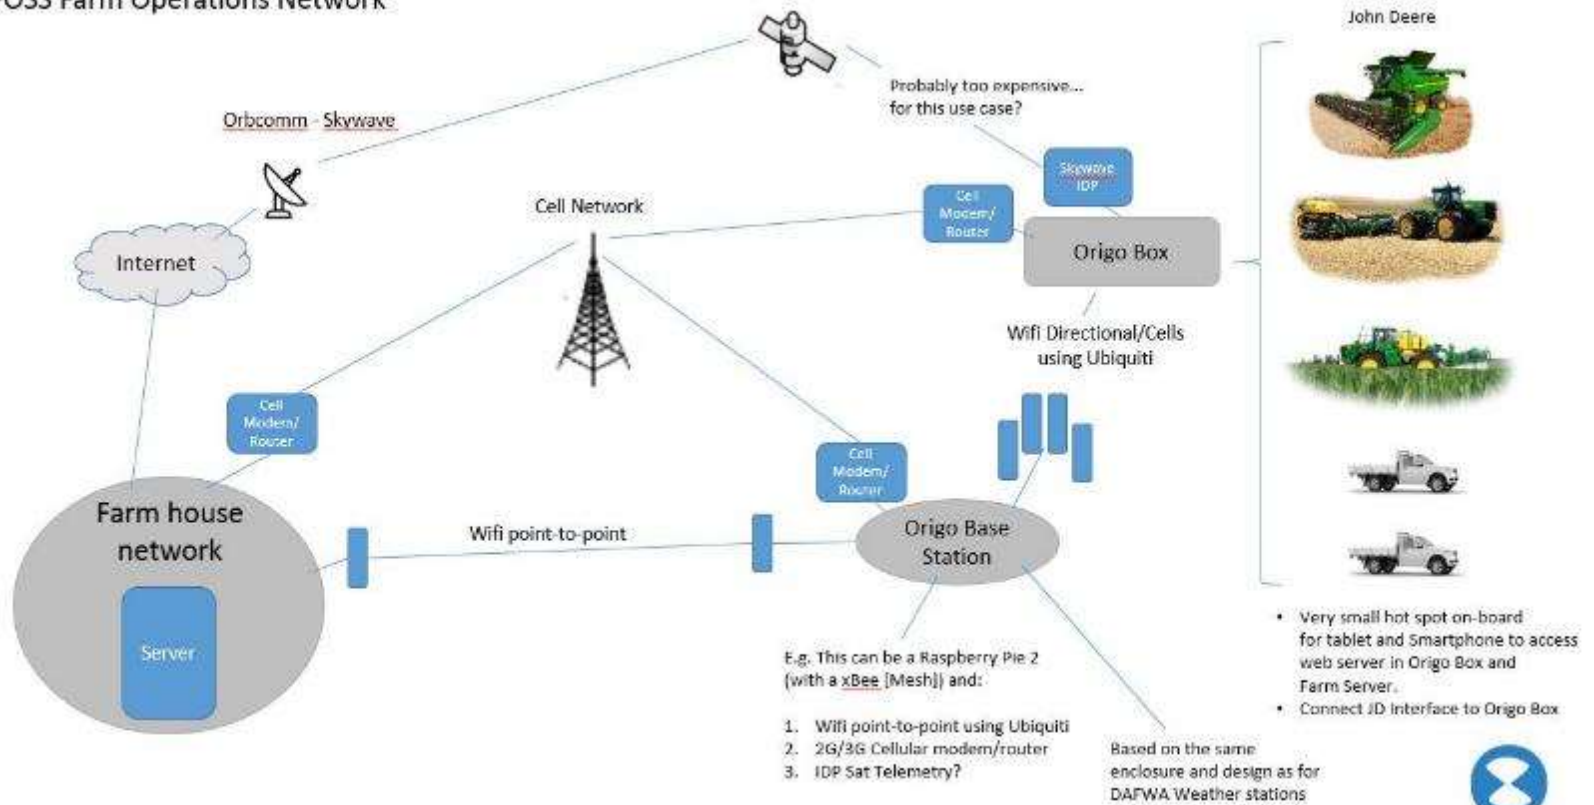 FOSS Farm Operations Network
John Deere
Probably too expensive...
for this use case?
Orbcomm - Skywave
Skywave
IDP
Cell
Modem/
Router
Cell Network
Origo Box
Internet
Wifi Directional/Cells
using Ubiquiti
Cell
Modem/
Router
Cell
Modem/
Router
Farm house
network
Wifi point-to-point
Origo Base
Station
Server
• Very small hot spot on-board
for tablet and Smartphone to access
web server in Origo Box and
Farm Server.
• Connect JD Interface to Origo Box
E.g. This can be a Raspberry Pie 2
(with a xBee [Mesh]) and:
1. Wifi point-to-point using Ubiquiti
2. 2G/3G Cellular modem/router
3. IDP Sat Telemetry?
Based on the same
enclosure and design as for
DAFWA Weather stations